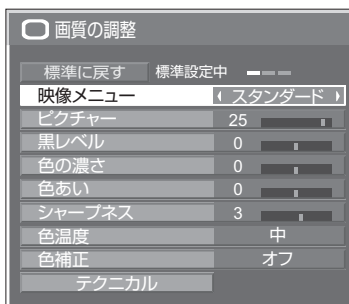 画質の調整
標準に戻す 標準設定中
映像メニュー スタンダード
ピクチャー 25
黒レベル 0
色の濃さ 0
色あい 0
シャープネス 3
色温度 中
色補正 オフ
テクニカル